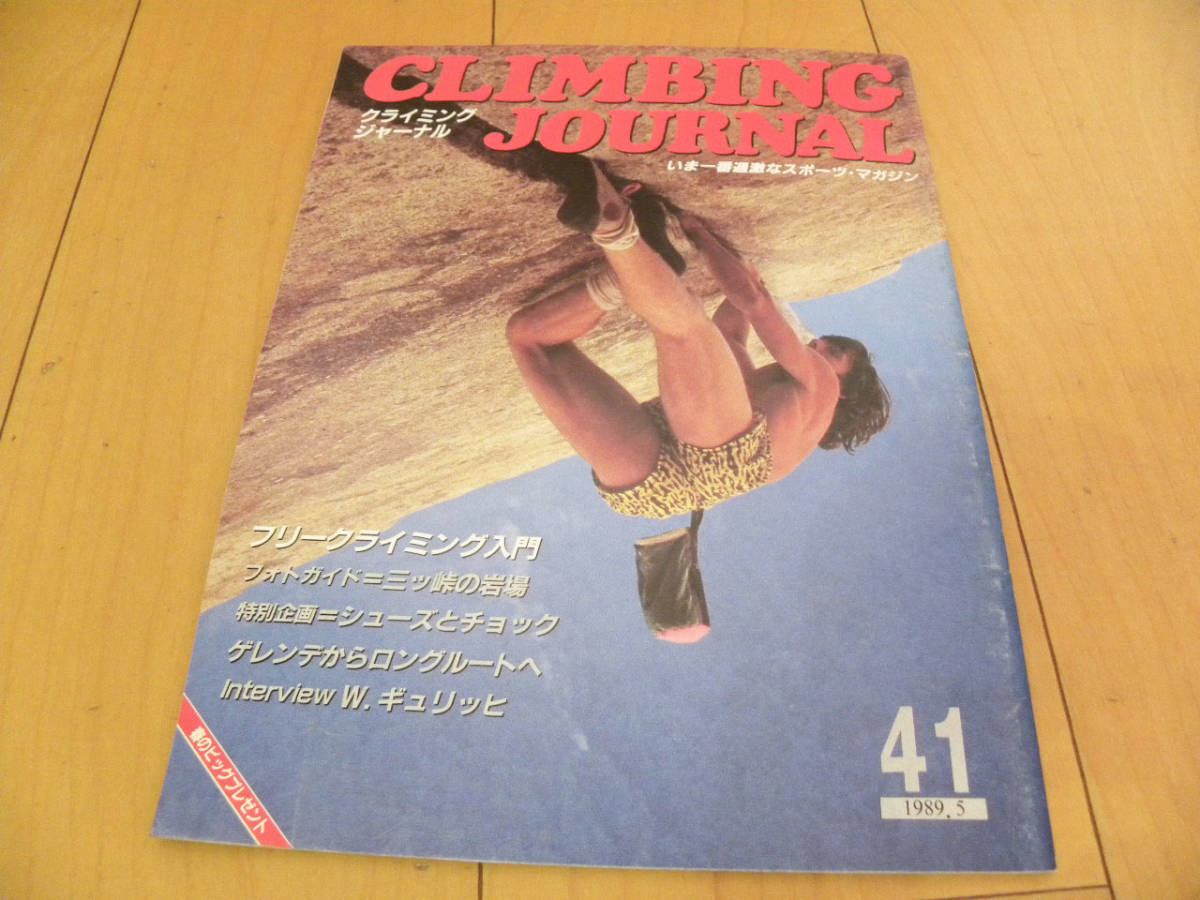 CLIMBING
JOURNAL
クライミング
ジャーナル
いま一番過激なスポーツ・マガジン
フリークライミング入門
フォトガイド=三ッ峠の岩場
特別企画=シューズとチョック
ゲレンデからロングルートへ
Interview W. ギュリッヒ
春のビッグプレゼント
41
1989.5